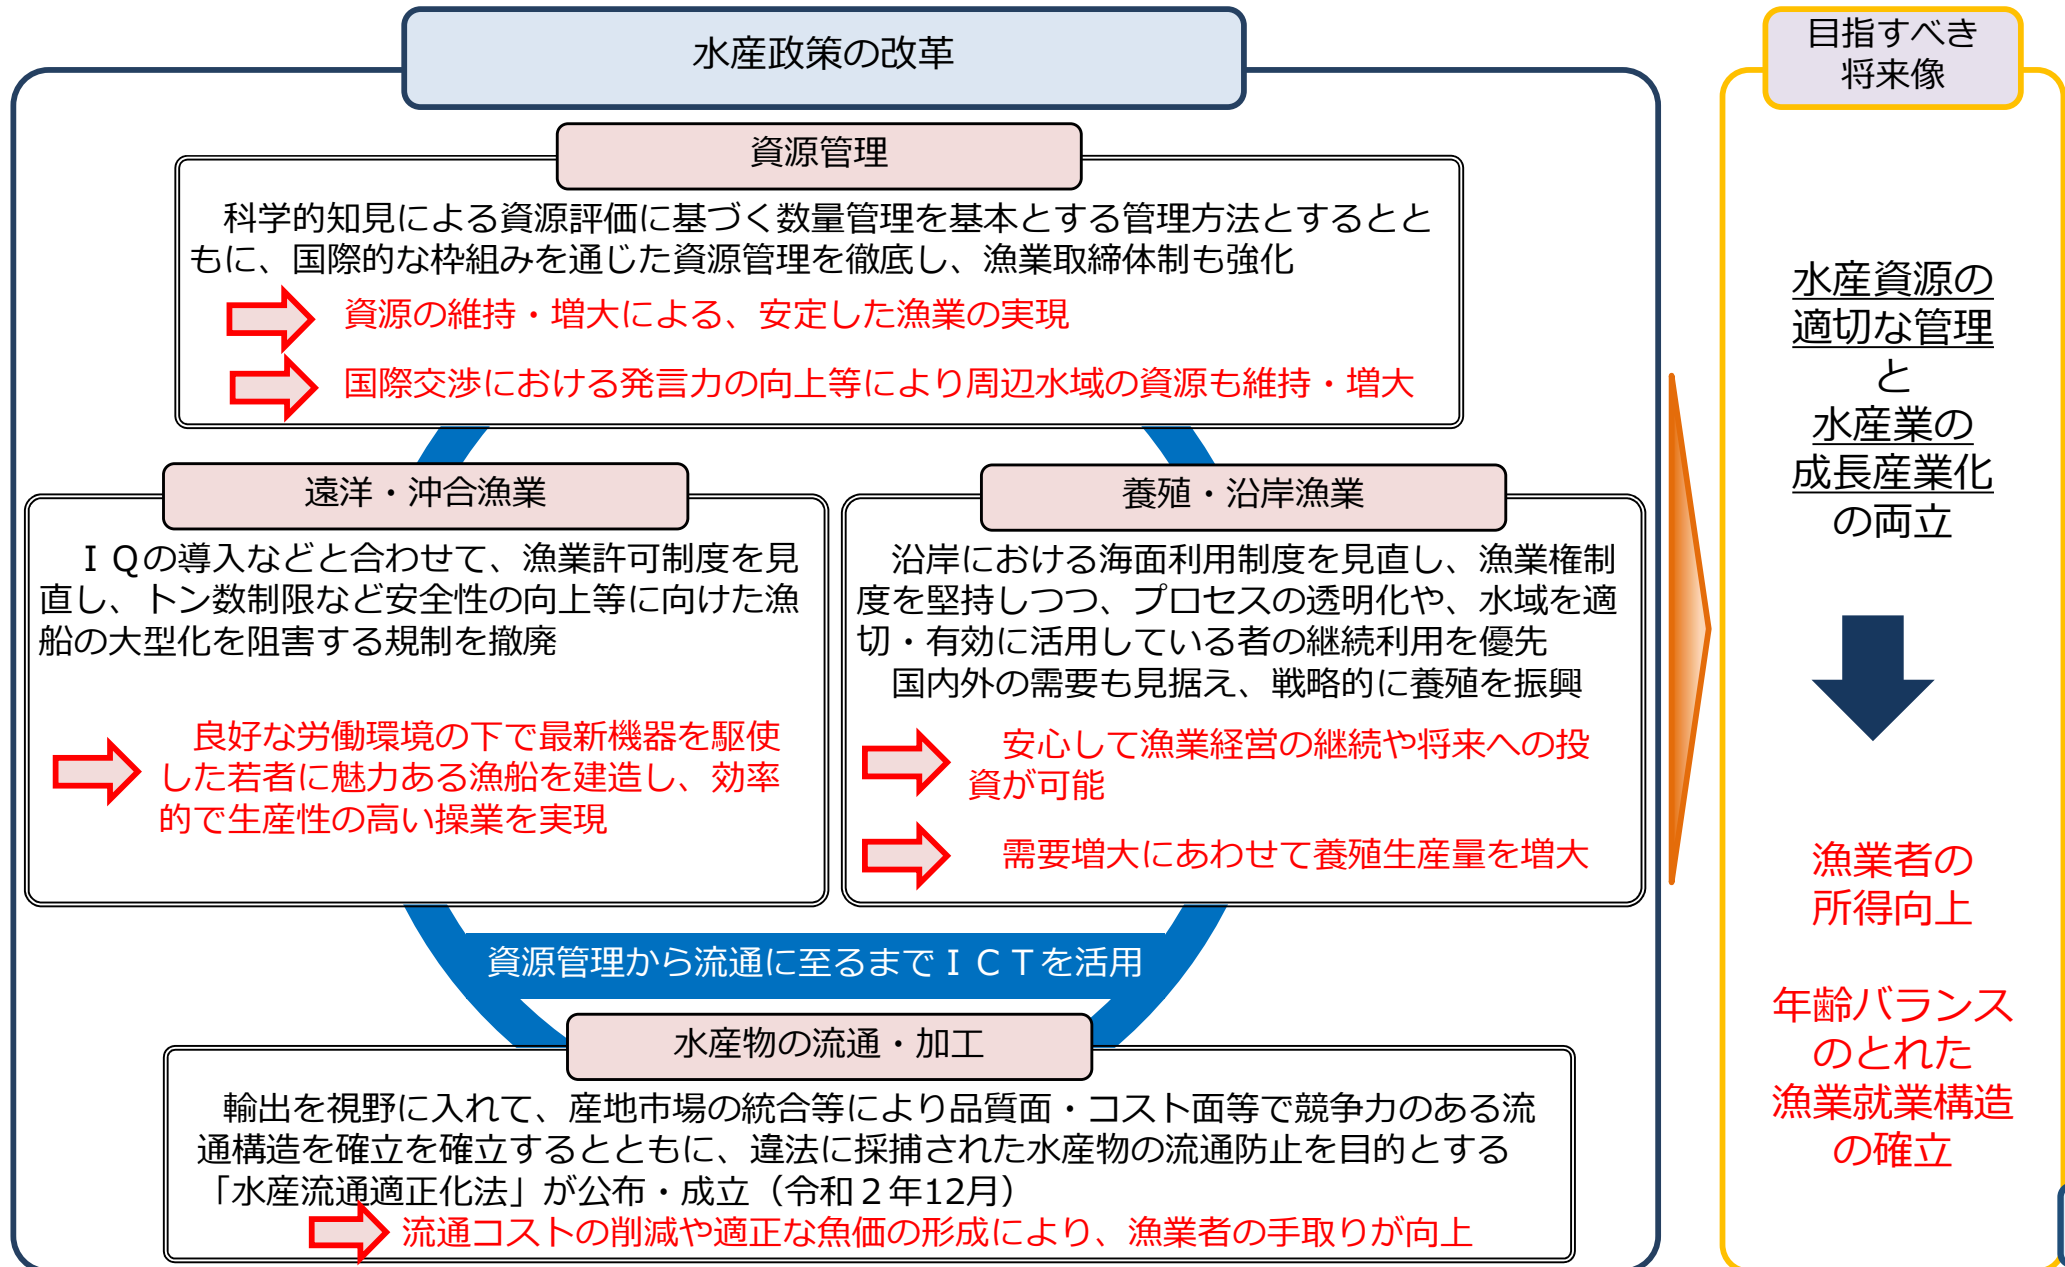 水産政策の改革
資源管理
科学的知見による資源評価に基づく数量管理を基本とする管理方法とするとと
もに、国際的な枠組みを通じた資源管理を徹底し、漁業取締体制も強化
資源の維持・増大による、安定した漁業の実現
国際交渉における発言力の向上等により周辺水域の資源も維持・増大
遠洋・沖合漁業
ＩＱの導入などと合わせて、漁業許可制度を見
直し、トン数制限など安全性の向上等に向けた漁
船の大型化を阻害する規制を撤廃
良好な労働環境の下で最新機器を駆使
した若者に魅力ある漁船を建造し、効率
的で生産性の高い操業を実現
養殖・沿岸漁業
沿岸における海面利用制度を見直し、漁業権制
度を堅持しつつ、プロセスの透明化や、水域を適
切・有効に活用している者の継続利用を優先
国内外の需要も見据え、戦略的に養殖を振興
安心して漁業経営の継続や将来への投
資が可能
需要増大にあわせて養殖生産量を増大
資源管理から流通に至るまでＩＣＴを活用
水産物の流通・加工
輸出を視野に入れて、産地市場の統合等により品質面・コスト面等で競争力のある流
通構造を確立を確立するとともに、違法に採捕された水産物の流通防止を目的とする
「水産流通適正化法」が公布・成立（令和２年12月）
流通コストの削減や適正な魚価の形成により、漁業者の手取りが向上
目指すべき
将来像
水産資源の
適切な管理
と
水産業の
成長産業化
の両立
漁業者の
所得向上
年齢バランス
のとれた
漁業就業構造
の確立